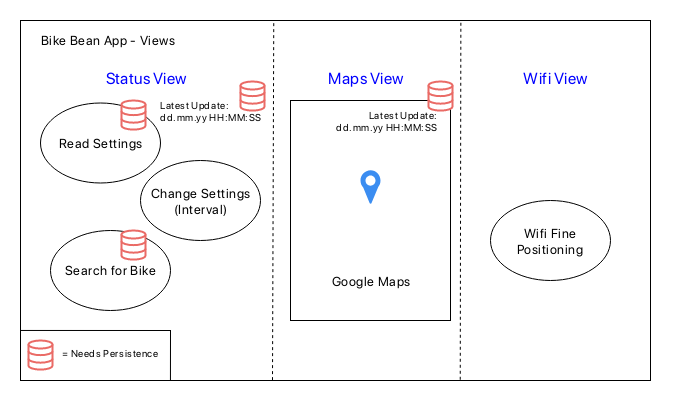 Bike Bean App - Views
Status View
Latest Update:
dd.mm.yy HH:MM:SS
Read Settings
Change Settings
(Interval)
Search for Bike
= Needs Persistence
Maps View
Latest Update:
dd.mm.yy HH:MM:SS
Google Maps
Wifi View
Wifi Fine
Positioning